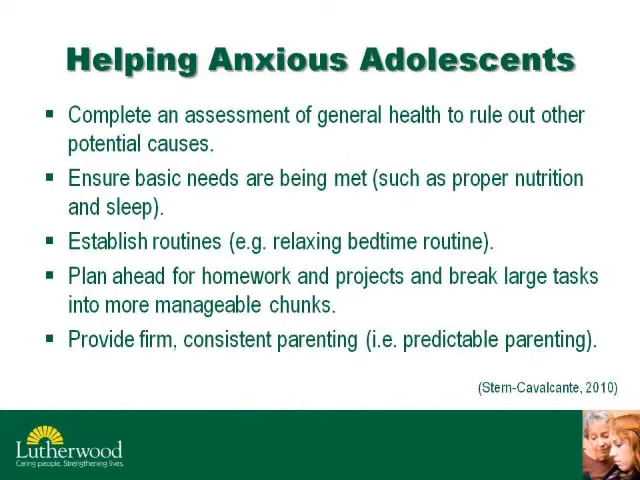 Helping Anxious Adolescents
▪ Complete an assessment of general health to rule out other
potential causes.
▪ Ensure basic needs are being met (such as proper nutrition
and sleep).
▪ Establish routines (e.g. relaxing bedtime routine).
▪ Plan ahead for homework and projects and break large tasks
into more manageable chunks.
▪ Provide firm, consistent parenting (i.e. predictable parenting).
(Stern-Cavalcante, 2010)
Lutherwood
Caring people. Strengthening lives.